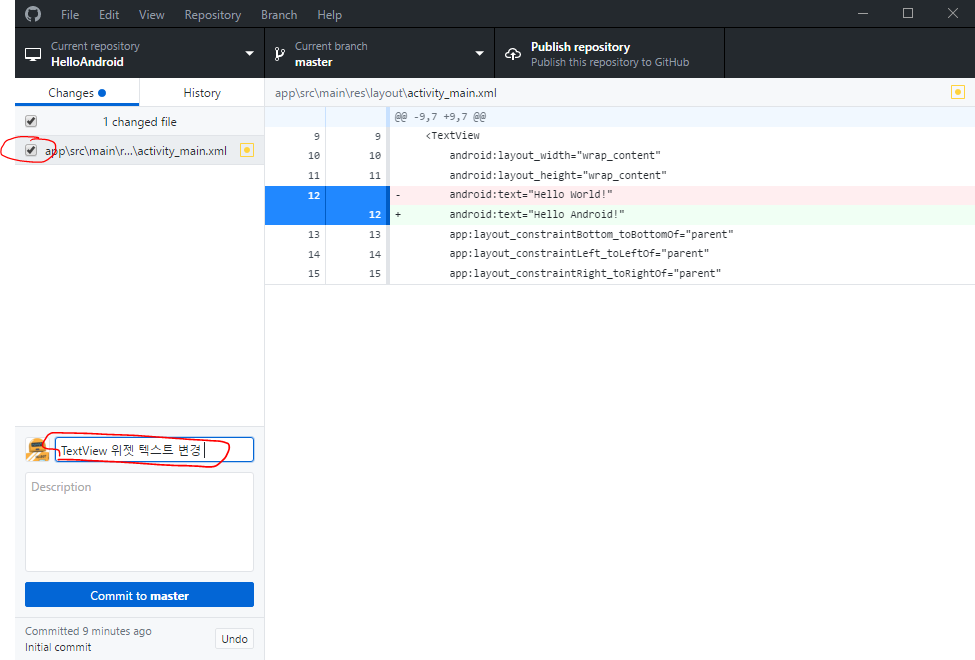 File Edit View Repository Branch Help
Current repository
HelloAndroid
Current branch
master
Publish repository
Publish this repository to GitHub
Changes History
app\src\main\res\layout\activity_main.xml
1 changed file
app\src\main\r...\activity_main.xml
@@ -9,7 +9,7 @@
9 9 <TextView
10 10 android:layout_width="wrap_content"
11 11 android:layout_height="wrap_content"
12 - android:text="Hello World!"
12 + android:text="Hello Android!"
13 13 app:layout_constraintBottom_toBottomOf="parent"
14 14 app:layout_constraintLeft_toLeftOf="parent"
15 15 app:layout_constraintRight_toRightOf="parent"
TextView 위젯 텍스트 변경
Description
Commit to master
Committed 9 minutes ago
Initial commit
Undo